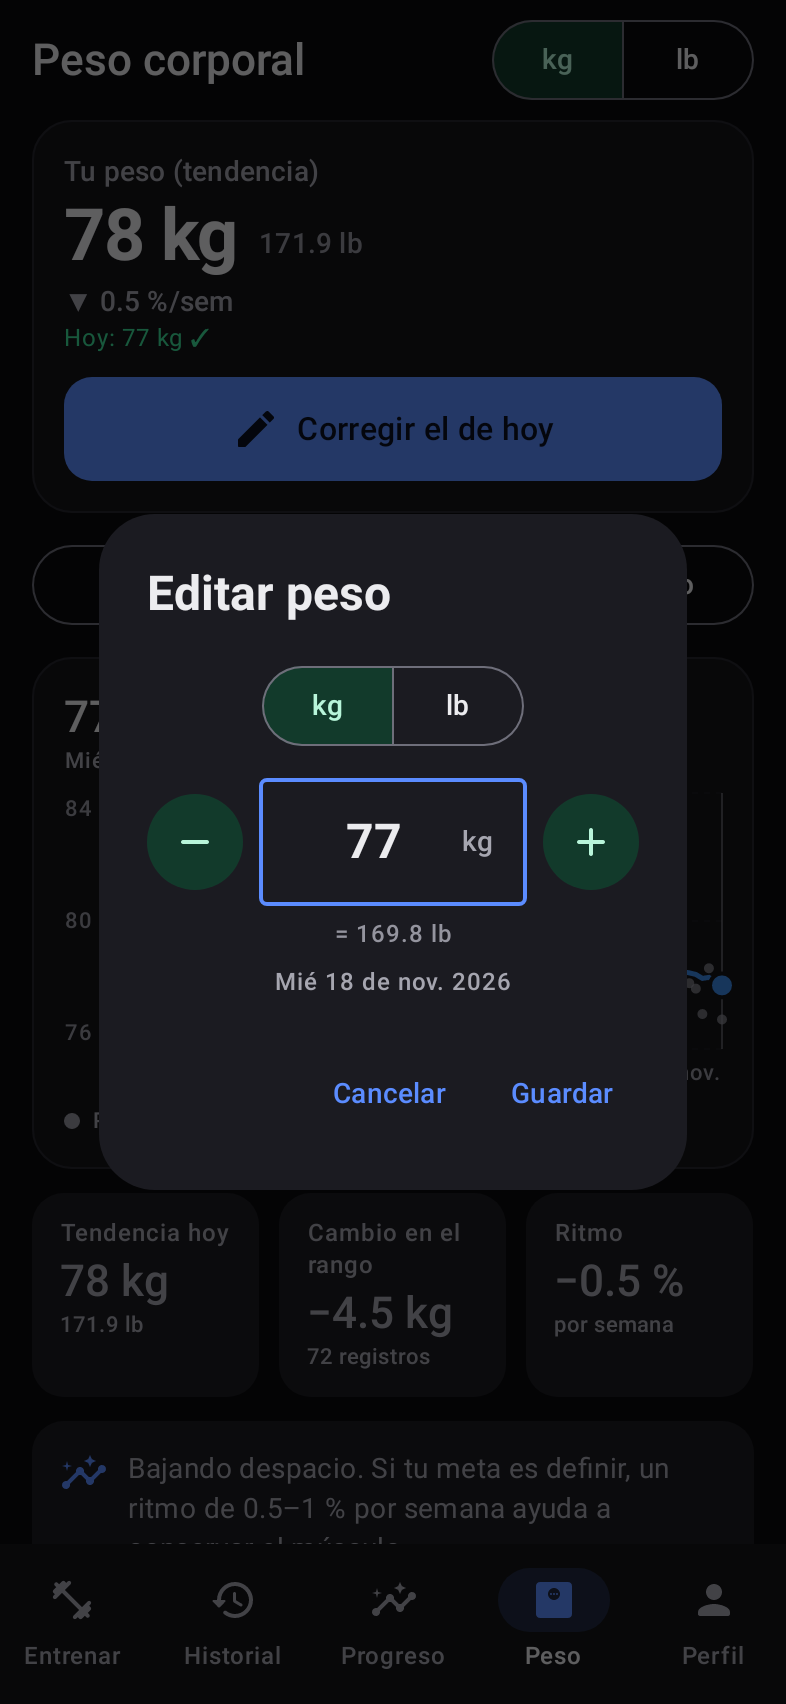 Peso corporal
kg
lb
Tu peso (tendencia)
78 kg 171.9 lb
▼ 0.5 %/sem
Hoy: 77 kg ✓
Corregir el de hoy
Editar peso
kg
lb
77 kg
= 169.8 lb
Mié 18 de nov. 2026
Cancelar
Guardar
77
Mié
84
80
76
nov.
Tendencia hoy
78 kg
171.9 lb
Cambio en el
rango
−4.5 kg
72 registros
Ritmo
−0.5 %
por semana
Bajando despacio. Si tu meta es definir, un
ritmo de 0.5–1 % por semana ayuda a
Entrenar
Historial
Progreso
Peso
Perfil